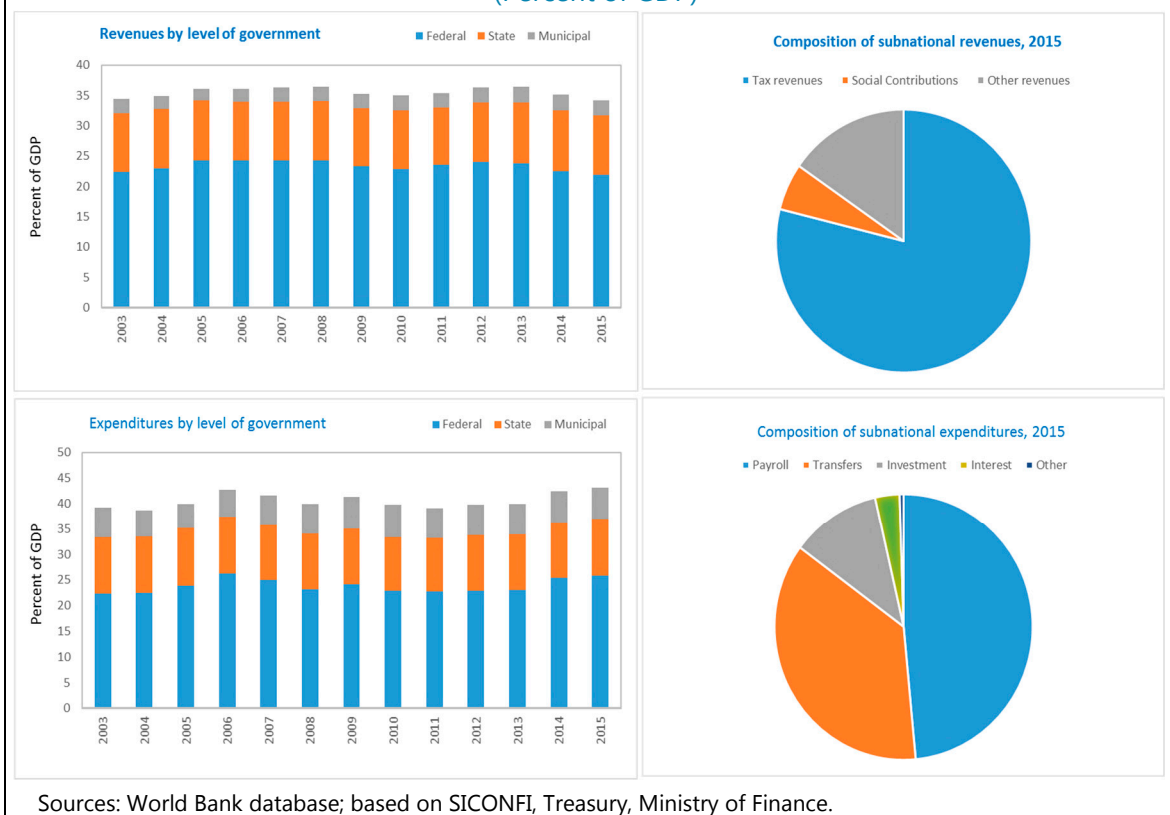 (Percent of GDP)
Revenues by level of government
Federal State Municipal
40
35
30
25
20
15
10
5
0
Percent of GDP
2003 2004 2005 2006 2007 2008 2009 2010 2011 2012 2013 2014 2015
Composition of subnational revenues, 2015
Tax revenues Social Contributions Other revenues
Expenditures by level of government
Federal State Municipal
50
45
40
35
30
25
20
15
10
5
0
Percent of GDP
2003 2004 2005 2006 2007 2008 2009 2010 2011 2012 2013 2014 2015
Composition of subnational expenditures, 2015
Payroll Transfers Investment Interest Other
Sources: World Bank database; based on SICONFI, Treasury, Ministry of Finance.